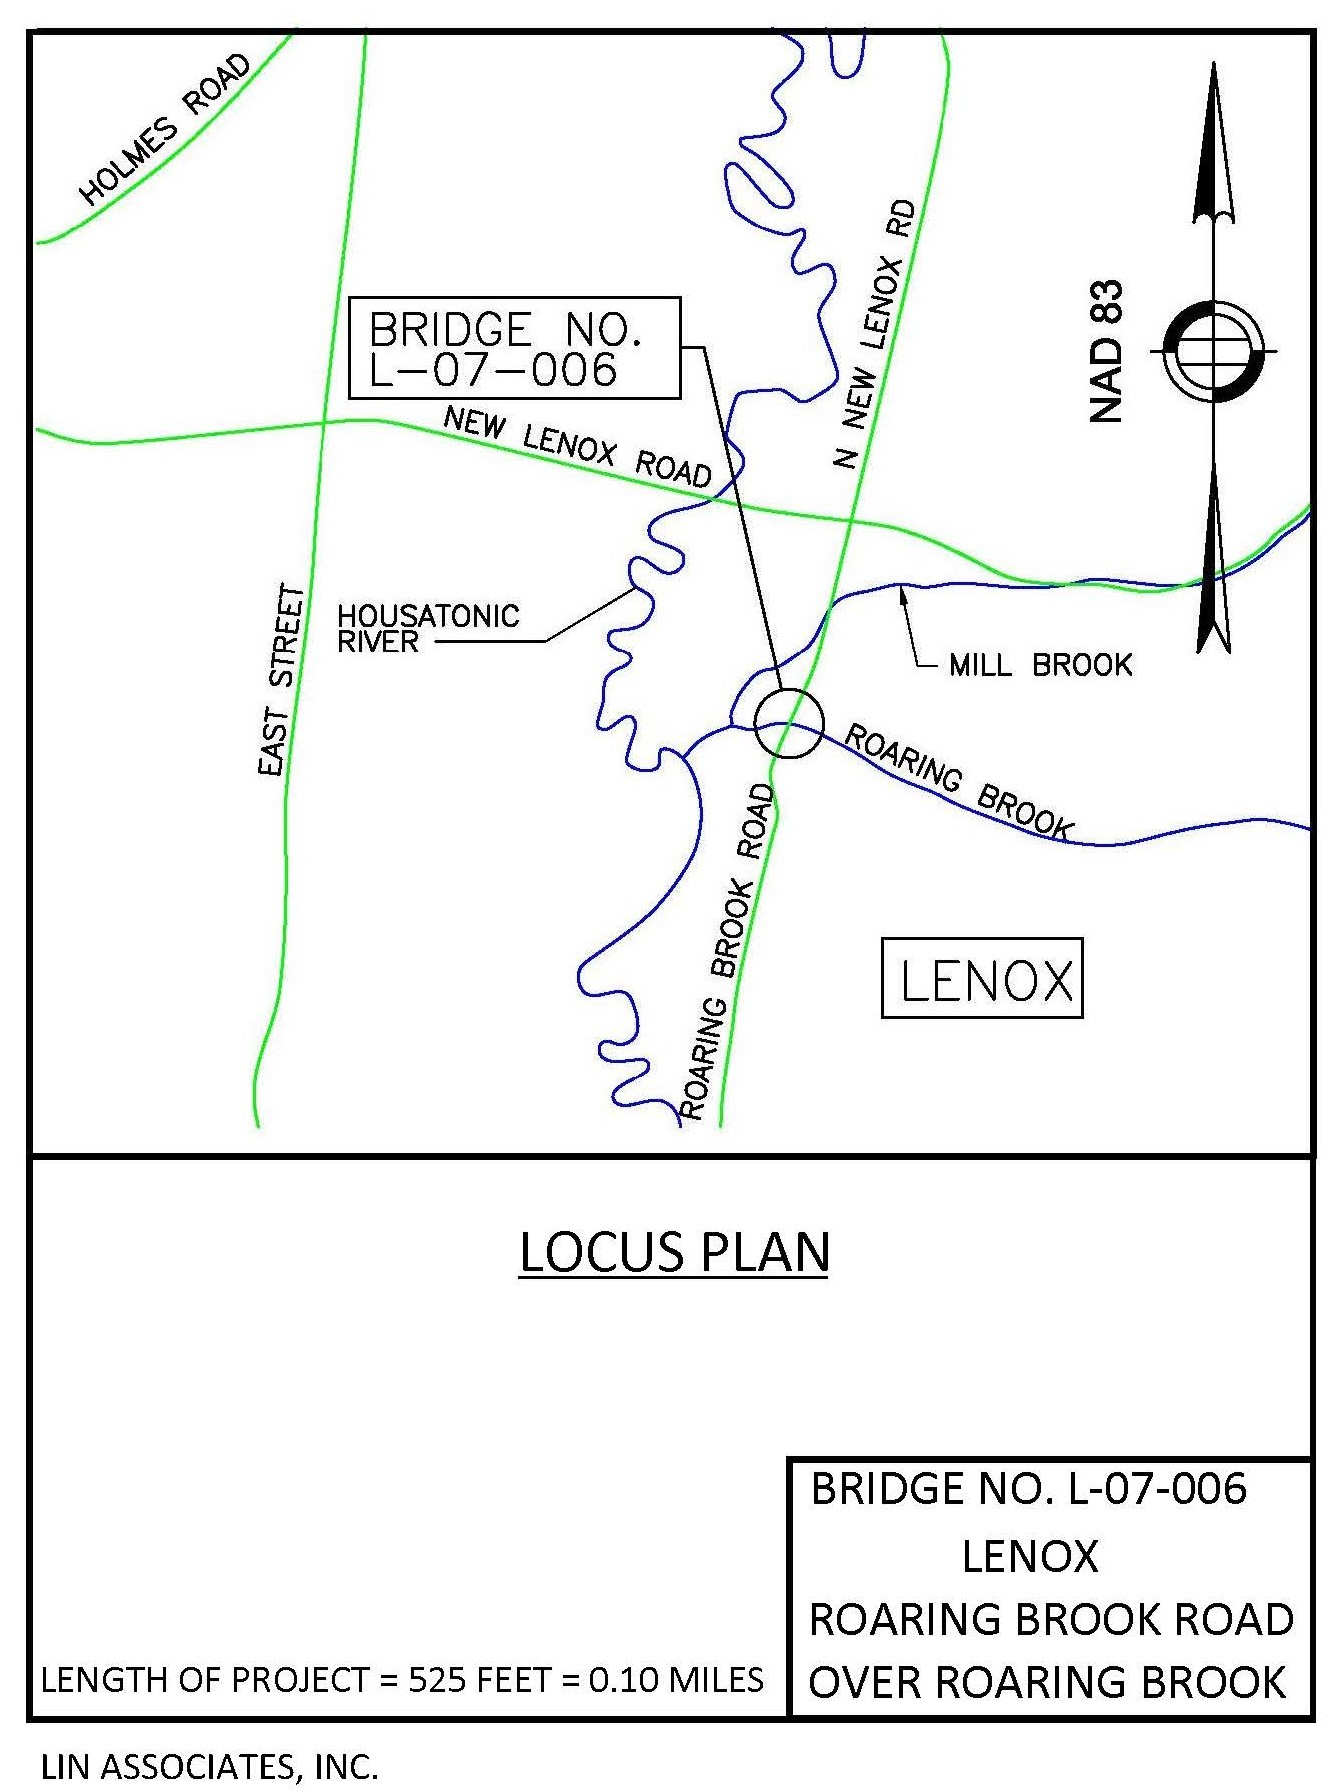 HOLMES ROAD
N NEW LENOX RD
NAD 83
BRIDGE NO.
L-07-006
NEW LENOX ROAD
EAST STREET
HOUSATONIC
RIVER
MILL BROOK
ROARING BROOK
ROARING BROOK ROAD
LENOX
LOCUS PLAN
BRIDGE NO. L-07-006
LENOX
ROARING BROOK ROAD
OVER ROARING BROOK
LENGTH OF PROJECT = 525 FEET = 0.10 MILES
LIN ASSOCIATES, INC.